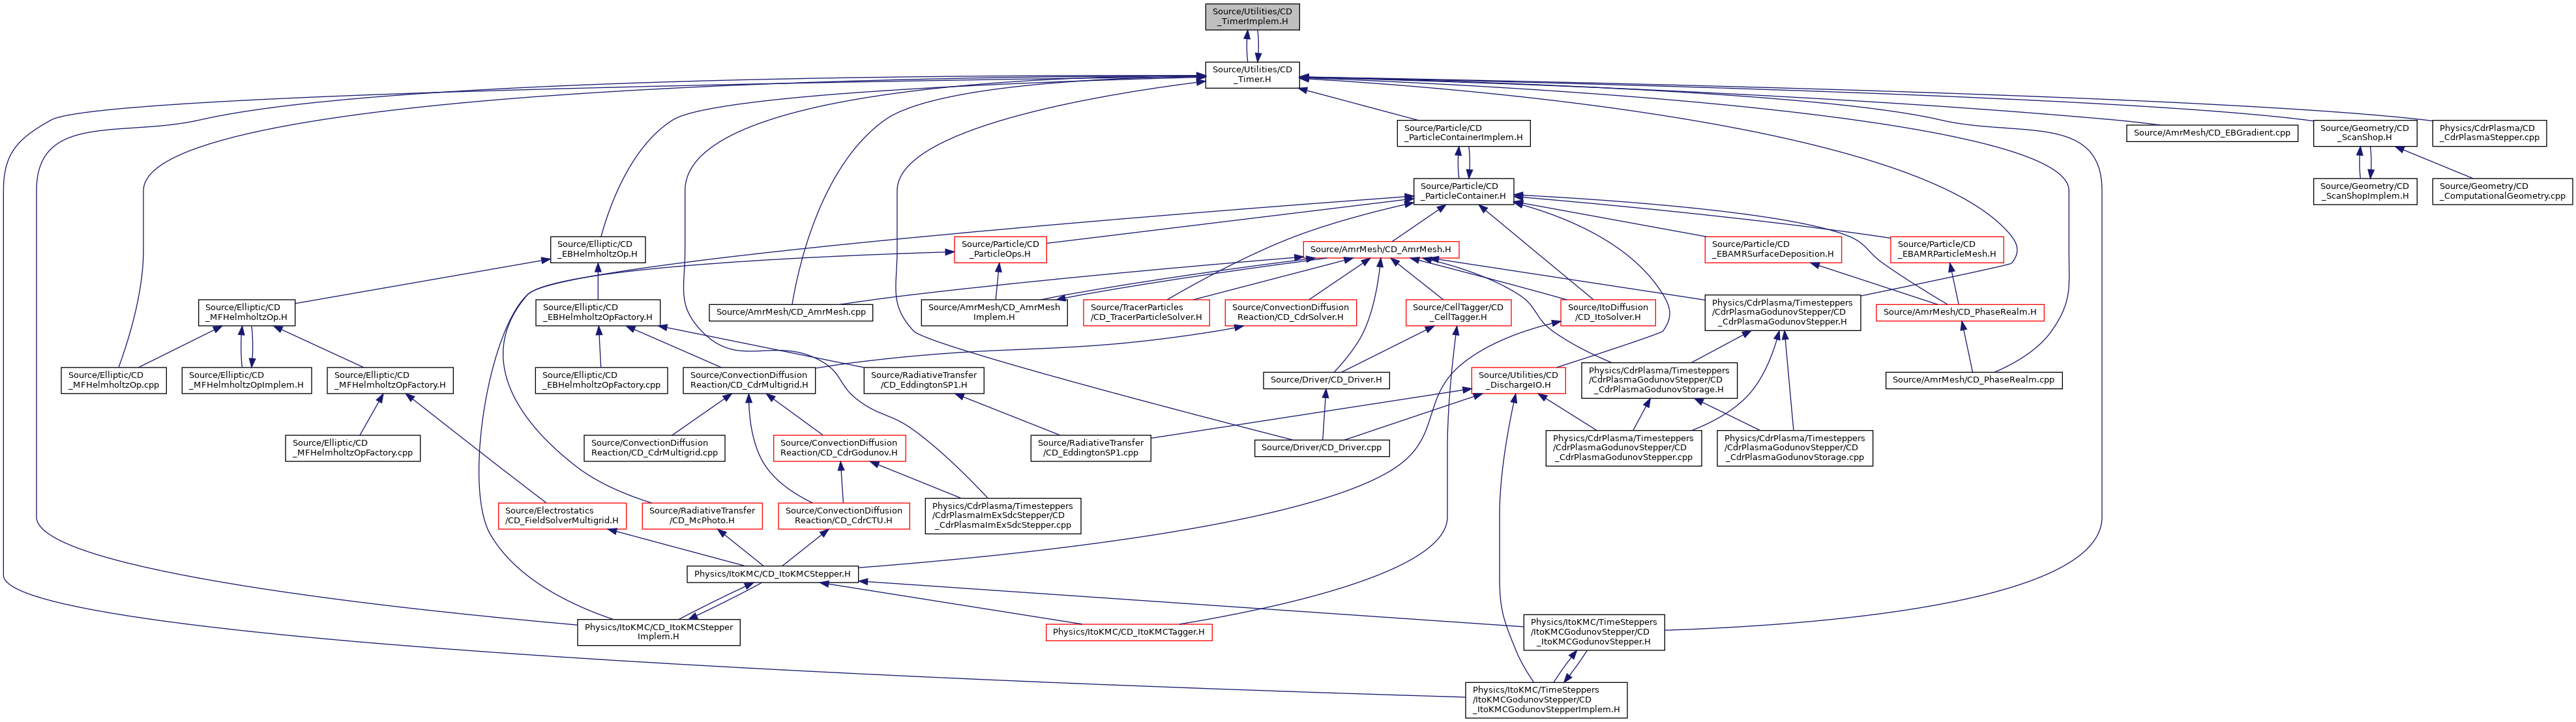 Source/Utilities/CD
_TimerImplem.H
Source/Utilities/CD
_Timer.H
Source/Particle/CD
_ParticleContainerImplem.H
Source/AmrMesh/CD_EBGradient.cpp
Source/Geometry/CD
_ScanShop.H
Physics/CdrPlasma/CD
_CdrPlasmaStepper.cpp
Source/Particle/CD
_ParticleContainer.H
Source/Geometry/CD
_ScanShopImplem.H
Source/Geometry/CD
_ComputationalGeometry.cpp
Source/Elliptic/CD
_EBHelmholtzOp.H
Source/Particle/CD
_ParticleOps.H
Source/AmrMesh/CD_AmrMesh.H
Source/Particle/CD
_EBAMRSurfaceDeposition.H
Source/Particle/CD
_EBAMRParticleMesh.H
Source/Elliptic/CD
_MFHelmholtzOp.H
Source/Elliptic/CD
_EBHelmholtzOpFactory.H
Source/AmrMesh/CD_AmrMesh.cpp
Source/AmrMesh/CD_AmrMesh
Implem.H
Source/TracerParticles
/CD_TracerParticleSolver.H
Source/ConvectionDiffusion
Reaction/CD_CdrSolver.H
Source/CellTagger/CD
_CellTagger.H
Source/ItoDiffusion
/CD_ItoSolver.H
Physics/CdrPlasma/Timesteppers
/CdrPlasmaGodunovStepper/CD
_CdrPlasmaGodunovStepper.H
Source/AmrMesh/CD_PhaseRealm.H
Source/Elliptic/CD
_MFHelmholtzOp.cpp
Source/Elliptic/CD
_MFHelmholtzOpImplem.H
Source/Elliptic/CD
_MFHelmholtzOpFactory.H
Source/Elliptic/CD
_EBHelmholtzOpFactory.cpp
Source/ConvectionDiffusion
Reaction/CD_CdrMultigrid.H
Source/RadiativeTransfer
/CD_EddingtonSP1.H
Source/Driver/CD_Driver.H
Source/Utilities/CD
_DischargeIO.H
Physics/CdrPlasma/Timesteppers
/CdrPlasmaGodunovStepper/CD
_CdrPlasmaGodunovStorage.H
Source/AmrMesh/CD_PhaseRealm.cpp
Source/Elliptic/CD
_MFHelmholtzOpFactory.cpp
Source/ConvectionDiffusion
Reaction/CD_CdrMultigrid.cpp
Source/ConvectionDiffusion
Reaction/CD_CdrGodunov.H
Source/RadiativeTransfer
/CD_EddingtonSP1.cpp
Source/Driver/CD_Driver.cpp
Physics/CdrPlasma/Timesteppers
/CdrPlasmaGodunovStepper/CD
_CdrPlasmaGodunovStepper.cpp
Physics/CdrPlasma/Timesteppers
/CdrPlasmaGodunovStepper/CD
_CdrPlasmaGodunovStorage.cpp
Source/Electrostatics
/CD_FieldSolverMultigrid.H
Source/RadiativeTransfer
/CD_McPhoto.H
Source/ConvectionDiffusion
Reaction/CD_CdrCTU.H
Physics/CdrPlasma/Timesteppers
/CdrPlasmaImExSdcStepper/CD
_CdrPlasmaImExSdcStepper.cpp
Physics/ItoKMC/CD_ItoKMCStepper.H
Physics/ItoKMC/CD_ItoKMCStepper
Implem.H
Physics/ItoKMC/CD_ItoKMCTagger.H
Physics/ItoKMC/TimeSteppers
/ItoKMCGodunovStepper/CD
_ItoKMCGodunovStepper.H
Physics/ItoKMC/TimeSteppers
/ItoKMCGodunovStepper/CD
_ItoKMCGodunovStepperImplem.H